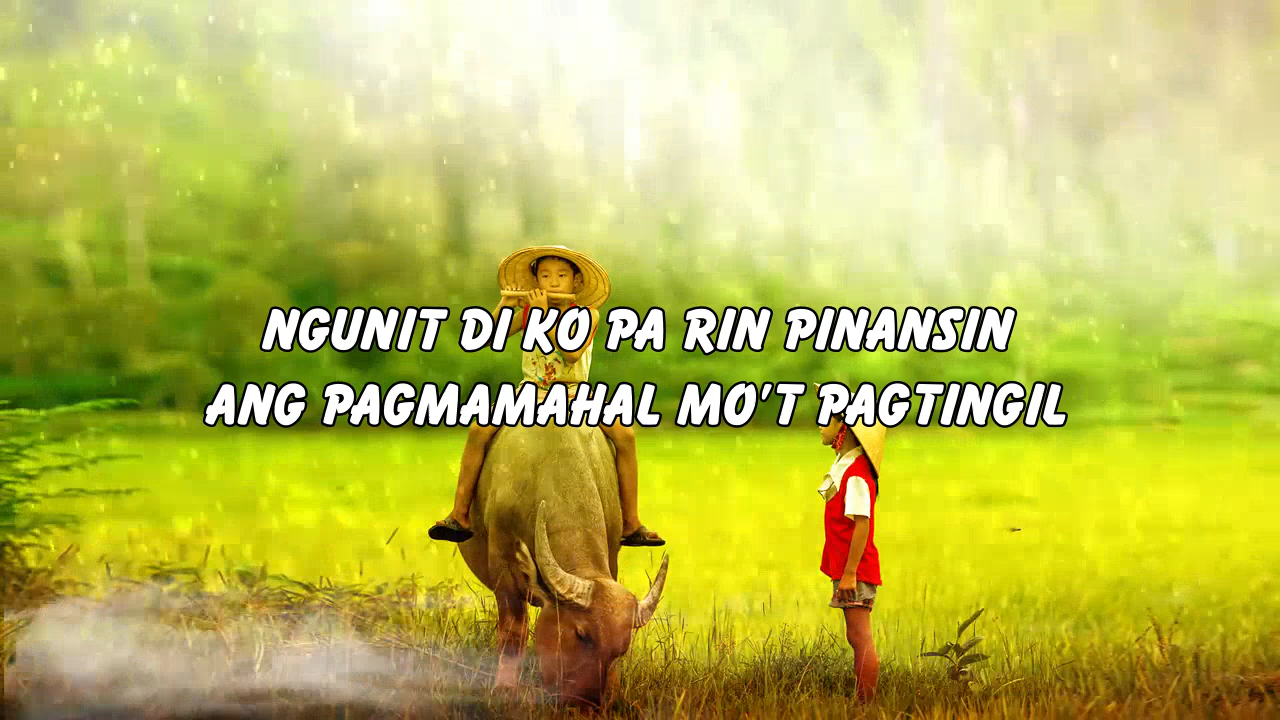 NGUNIT DI KO PA RIN PINANSIN
ANG PAGMAMAHAL MO'T PAGTINGIL